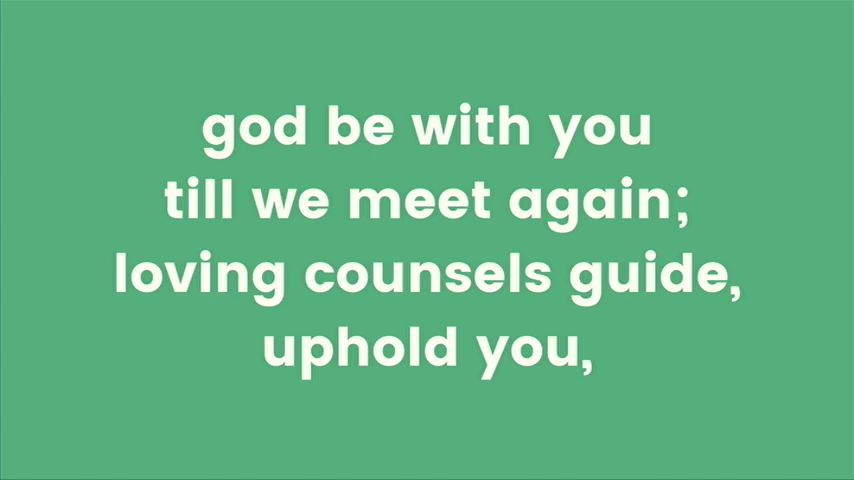 god be with you
till we meet again;
loving counsels guide,
uphold you,